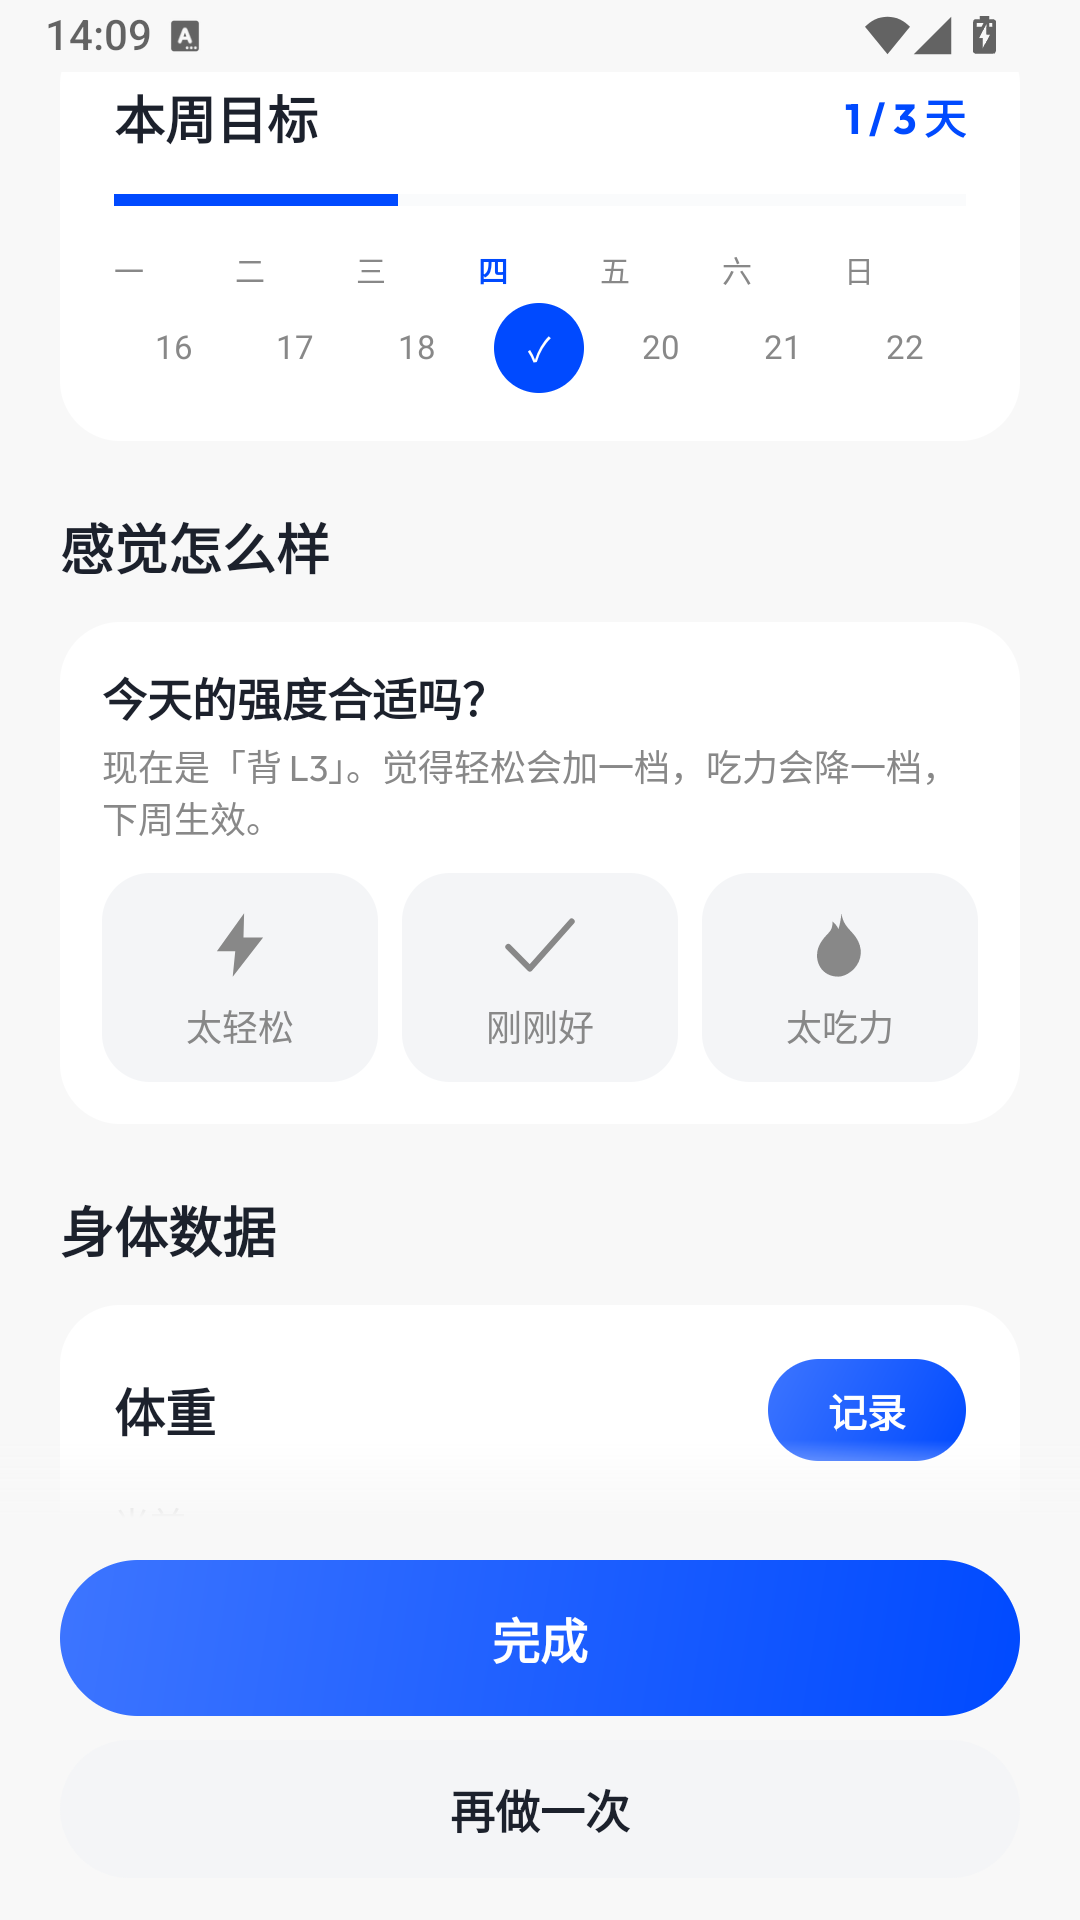 14:09
本周目标
1 / 3 天
一 二 三 四 五 六 日
16 17 18 ✓ 20 21 22
感觉怎么样
今天的强度合适吗？
现在是「背 L3」。觉得轻松会加一档，吃力会降一档，
下周生效。
太轻松 刚刚好 太吃力
身体数据
体重
记录
完成
再做一次